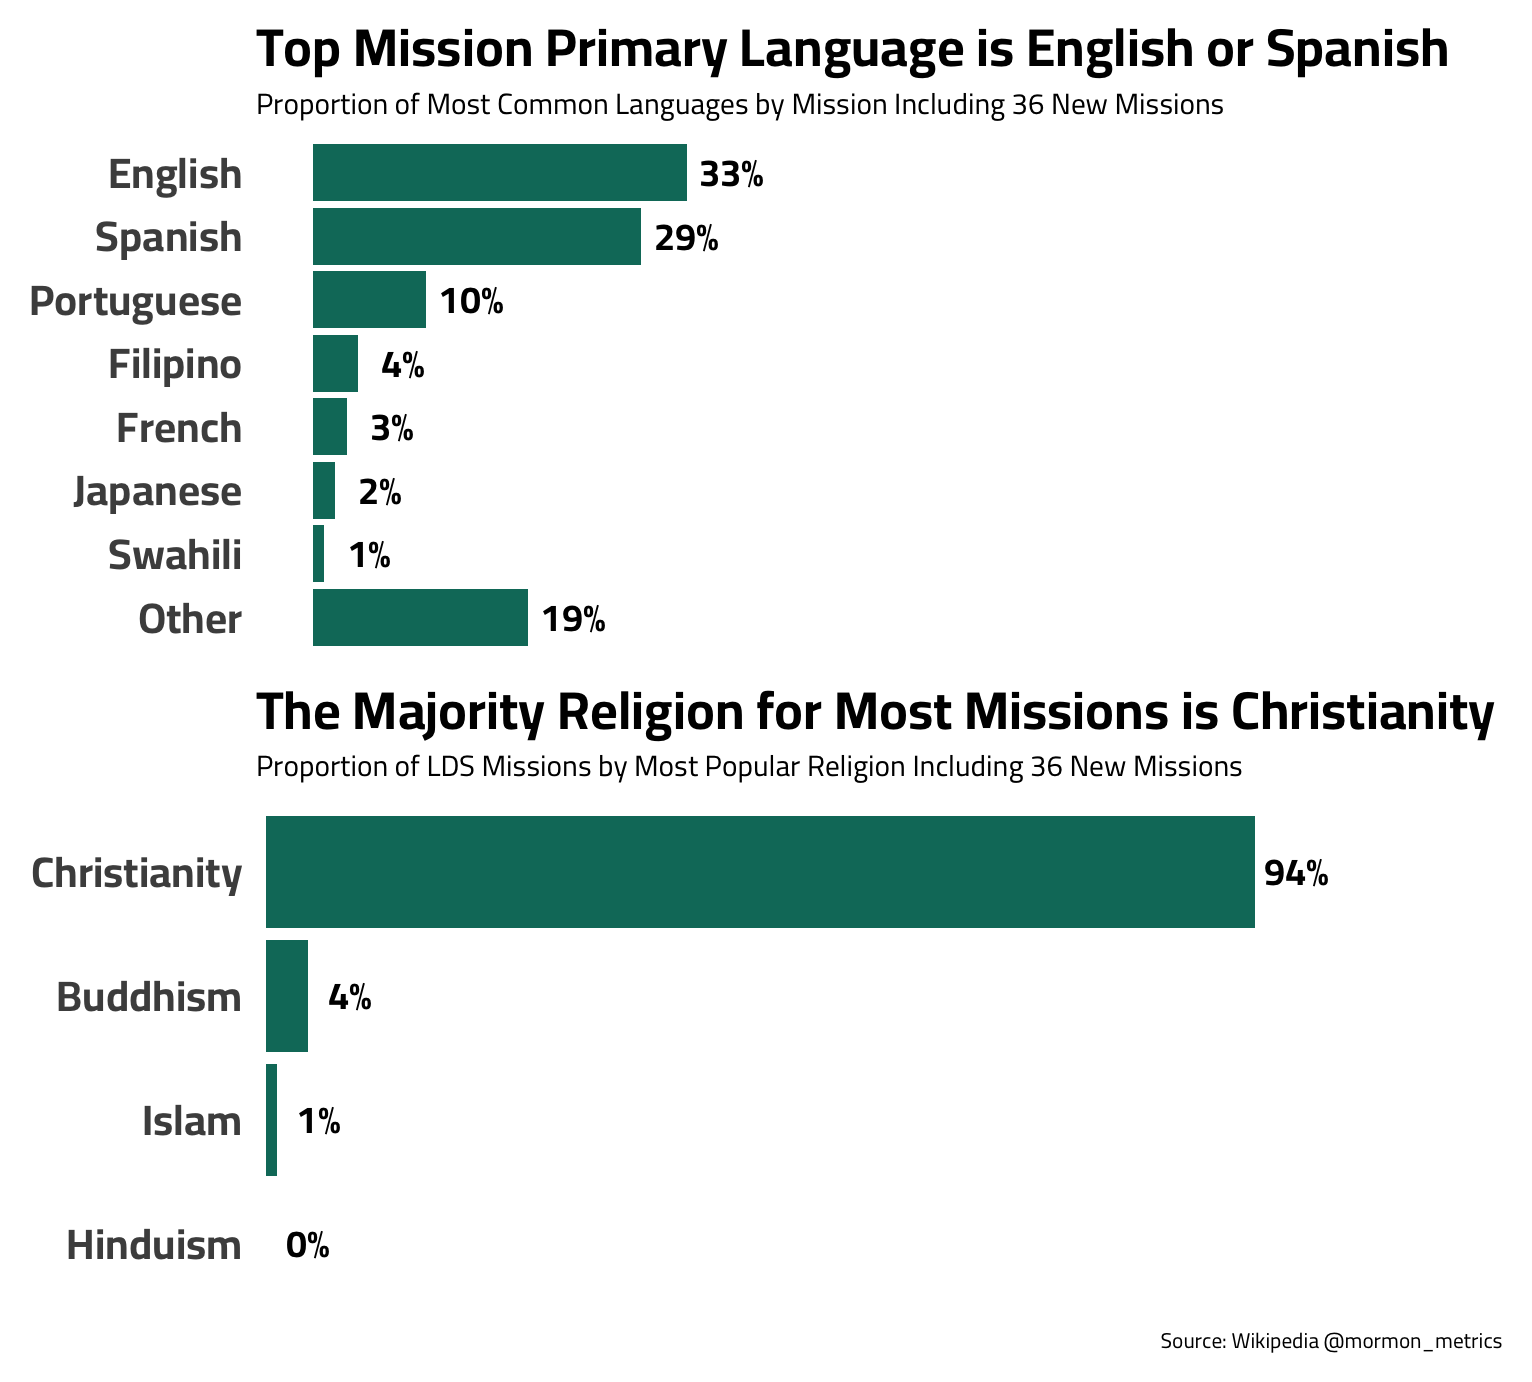 Top Mission Primary Language is English or Spanish
Proportion of Most Common Languages by Mission Including 36 New Missions
English 33%
Spanish 29%
Portuguese 10%
Filipino 4%
French 3%
Japanese 2%
Swahili 1%
Other 19%
The Majority Religion for Most Missions is Christianity
Proportion of LDS Missions by Most Popular Religion Including 36 New Missions
Christianity 94%
Buddhism 4%
Islam 1%
Hinduism 0%
Source: Wikipedia @mormon_metrics